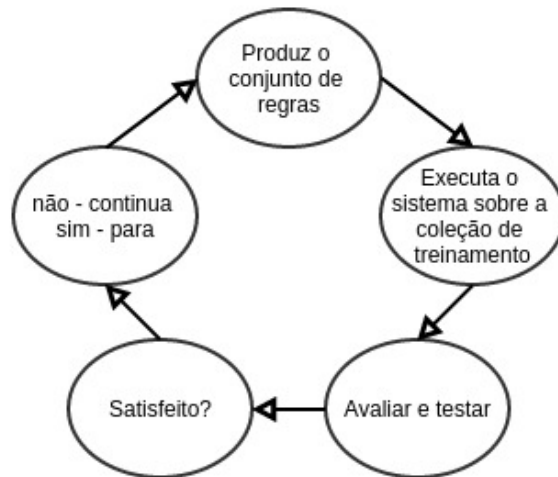 Produz o
conjunto de
regras
Executa o
sistema sobre a
coleção de
treinamento
Avaliar e testar
Satisfeito?
não - continua
sim - para